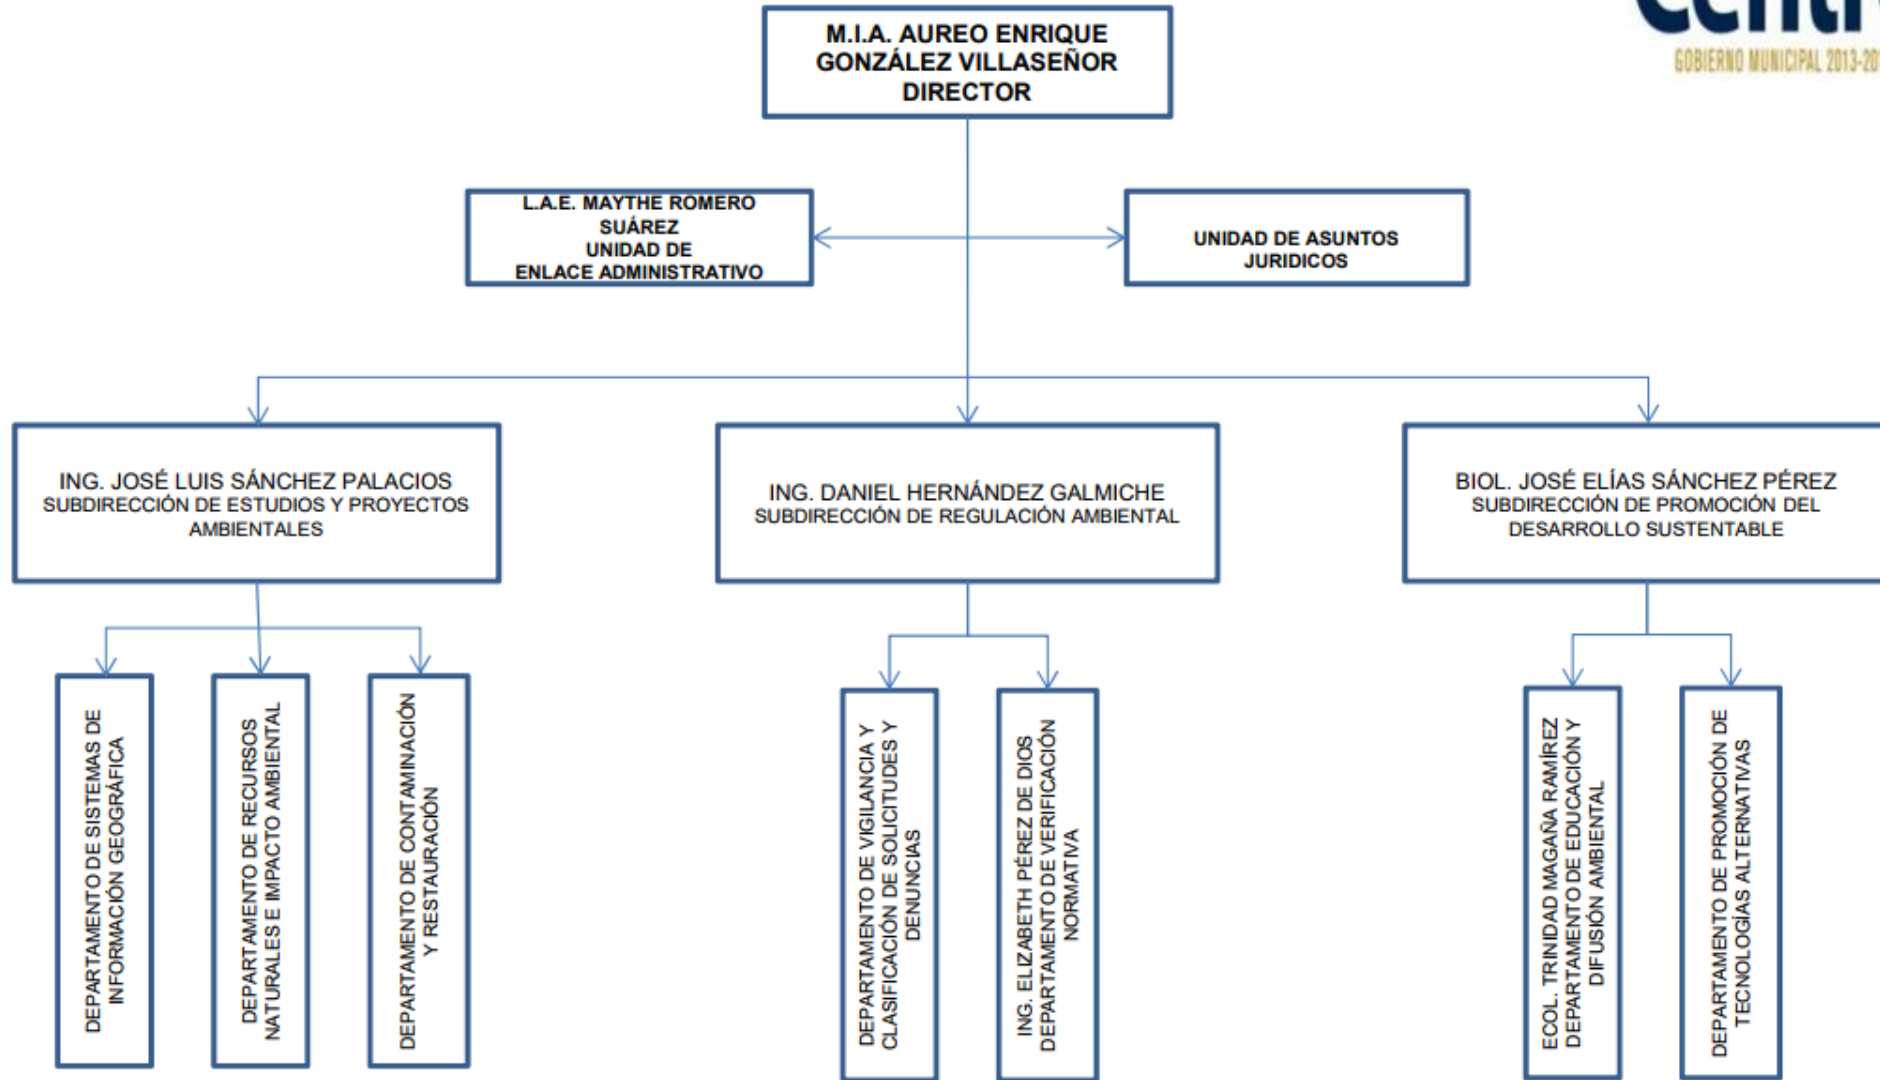 M.I.A. AUREO ENRIQUE
GONZÁLEZ VILLASEÑOR
DIRECTOR
GOBIERNO MUNICIPAL
L.A.E. MAYTHE ROMERO
SUÁREZ
UNIDAD DE
ENLACE ADMINISTRATIVO
UNIDAD DE ASUNTOS
JURIDICOS
ING. JOSÉ LUIS SÁNCHEZ PALACIOS
SUBDIRECCIÓN DE ESTUDIOS Y PROYECTOS
AMBIENTALES
ING. DANIEL HERNÁNDEZ GALMICHE
SUBDIRECCIÓN DE REGULACIÓN AMBIENTAL
BIOL. JOSÉ ELÍAS SÁNCHEZ PÉREZ
SUBDIRECCIÓN DE PROMOCIÓN DEL
DESARROLLO SUSTENTABLE
DEPARTAMENTO DE SISTEMAS DE
INFORMACIÓN GEOGRÁFICA
DEPARTAMENTO DE RECURSOS
NATURALES E IMPACTO AMBIENTAL
DEPARTAMENTO DE CONTAMINACIÓN
Y RESTAURACIÓN
DEPARTAMENTO DE VIGILANCIA Y
CLASIFICACIÓN DE SOLICITUDES Y
DENUNCIAS
ING. ELIZABETH PÉREZ DE DIOS
DEPARTAMENTO DE VERIFICACIÓN
NORMATIVA
ECOL. TRINIDAD MAGAÑA RAMÍREZ
DEPARTAMENTO DE EDUCACIÓN Y
DIFUSIÓN AMBIENTAL
DEPARTAMENTO DE PROMOCIÓN DE
TECNOLOGÍAS ALTERNATIVAS